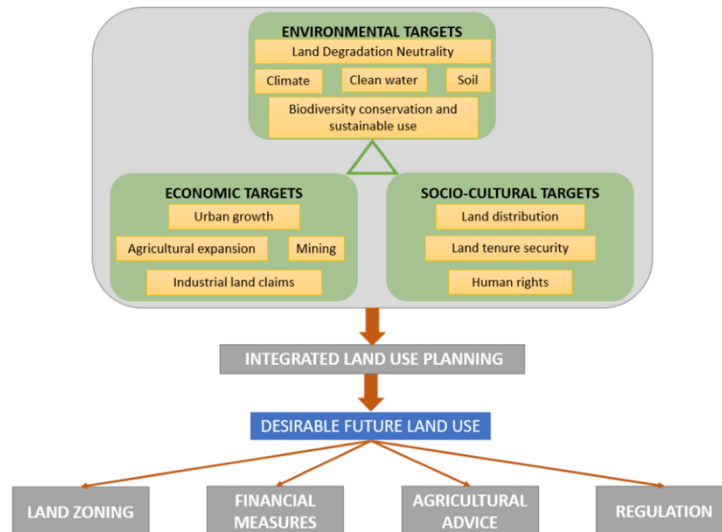 ENVIRONMENTAL TARGETS
Land Degradation Neutrality
Climate
Clean water
Soil
Biodiversity conservation and
sustainable use
ECONOMIC TARGETS
Urban growth
Agricultural expansion
Mining
Industrial land claims
SOCIO-CULTURAL TARGETS
Land distribution
Land tenure security
Human rights
INTEGRATED LAND USE PLANNING
DESIRABLE FUTURE LAND USE
LAND ZONING
FINANCIAL
MEASURES
AGRICULTURAL
ADVICE
REGULATION